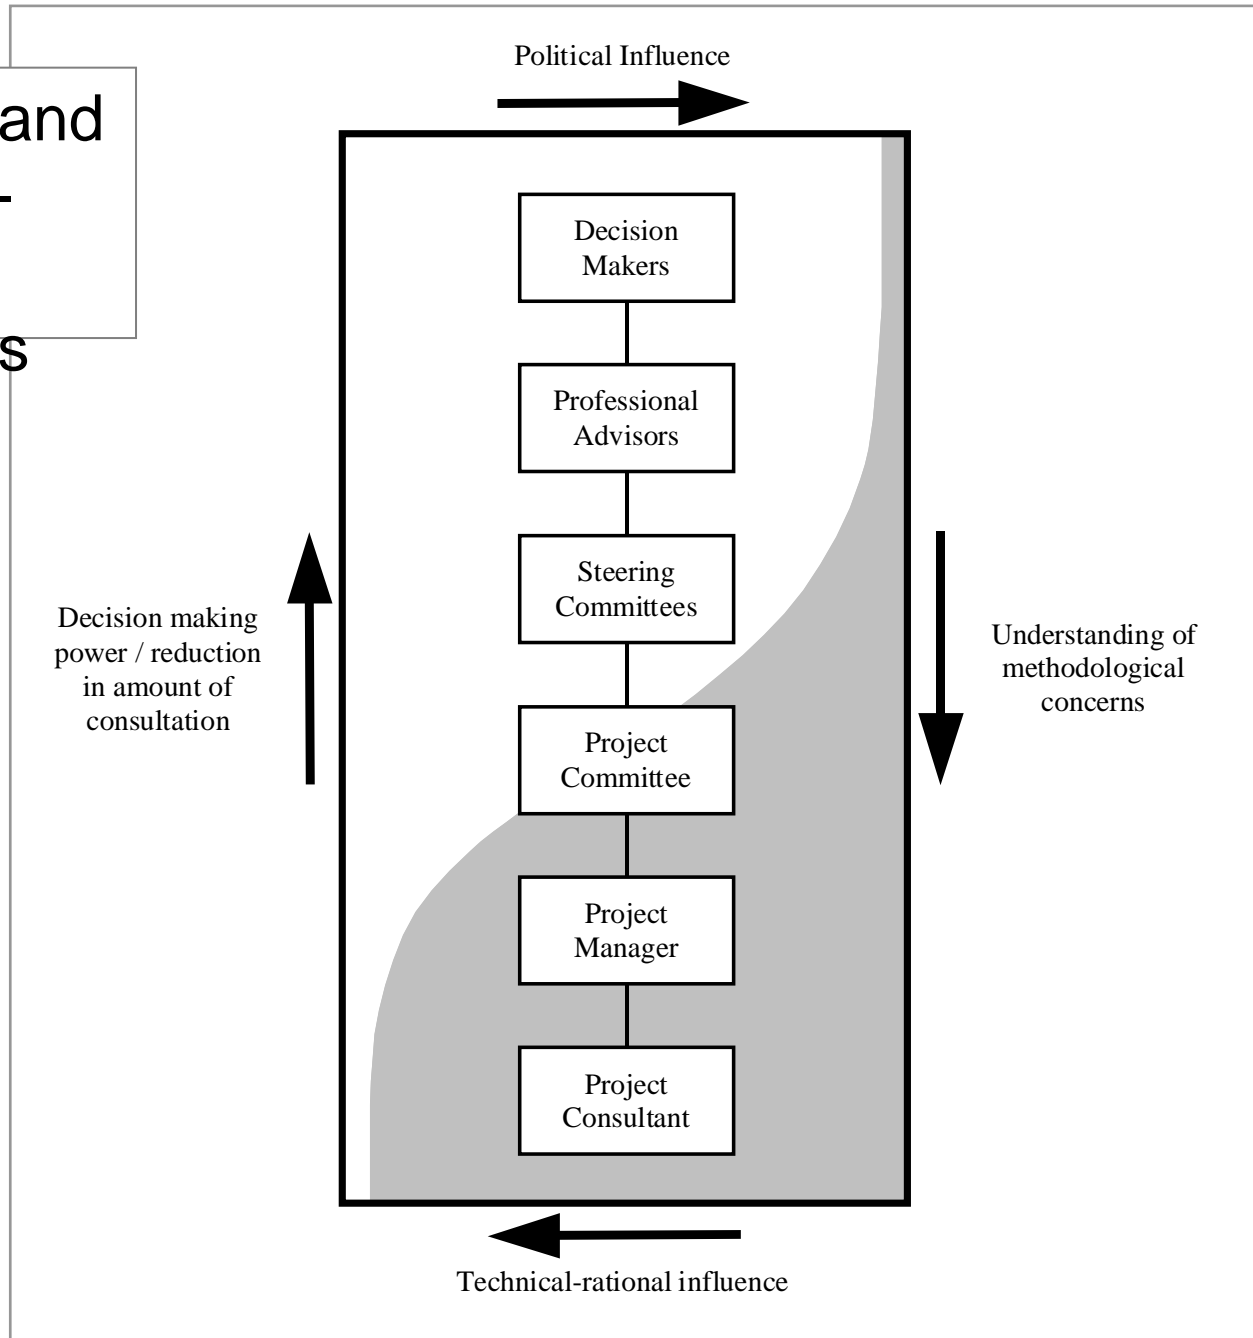 Political Influence
and
-
s
Decision
Makers
Professional
Advisors
Steering
Committees
Decision making
power / reduction
in amount of
consultation
Understanding of
methodological
concerns
Project
Committee
Project
Manager
Project
Consultant
Technical-rational influence